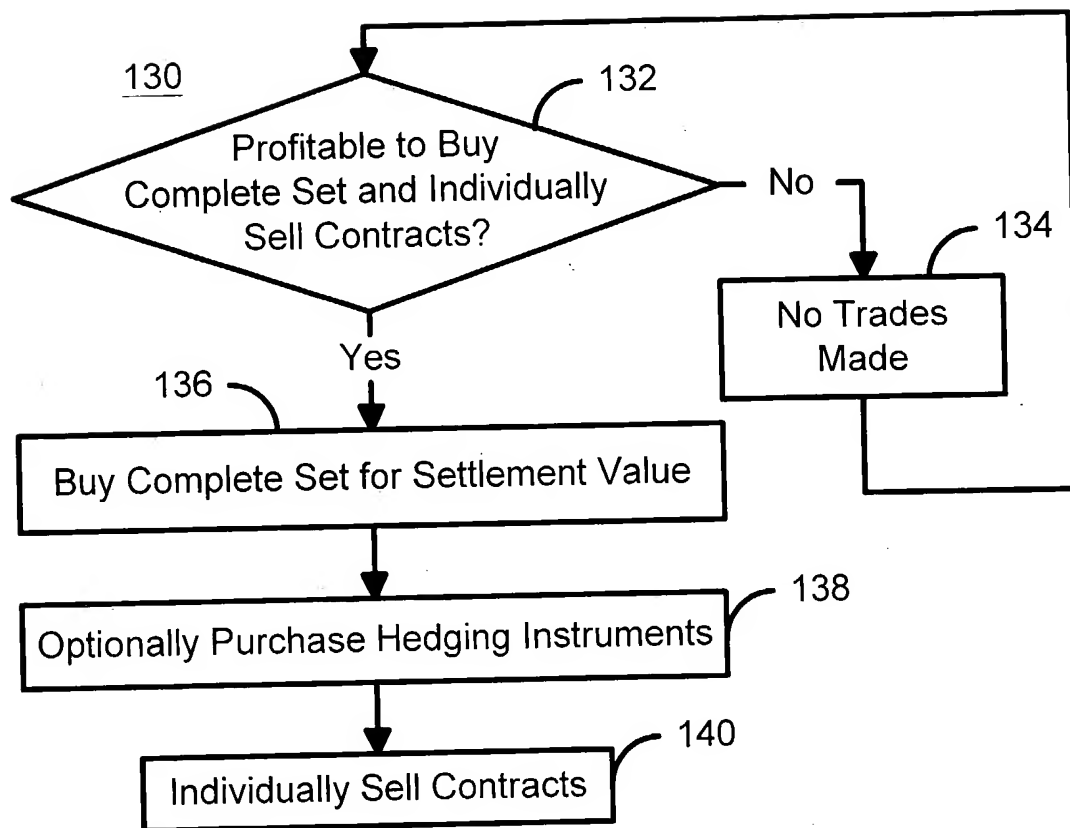 130
132
Profitable to Buy
Complete Set and Individually
Sell Contracts?
No
134
No Trades
Made
Yes
136
Buy Complete Set for Settlement Value
138
Optionally Purchase Hedging Instruments
140
Individually Sell Contracts